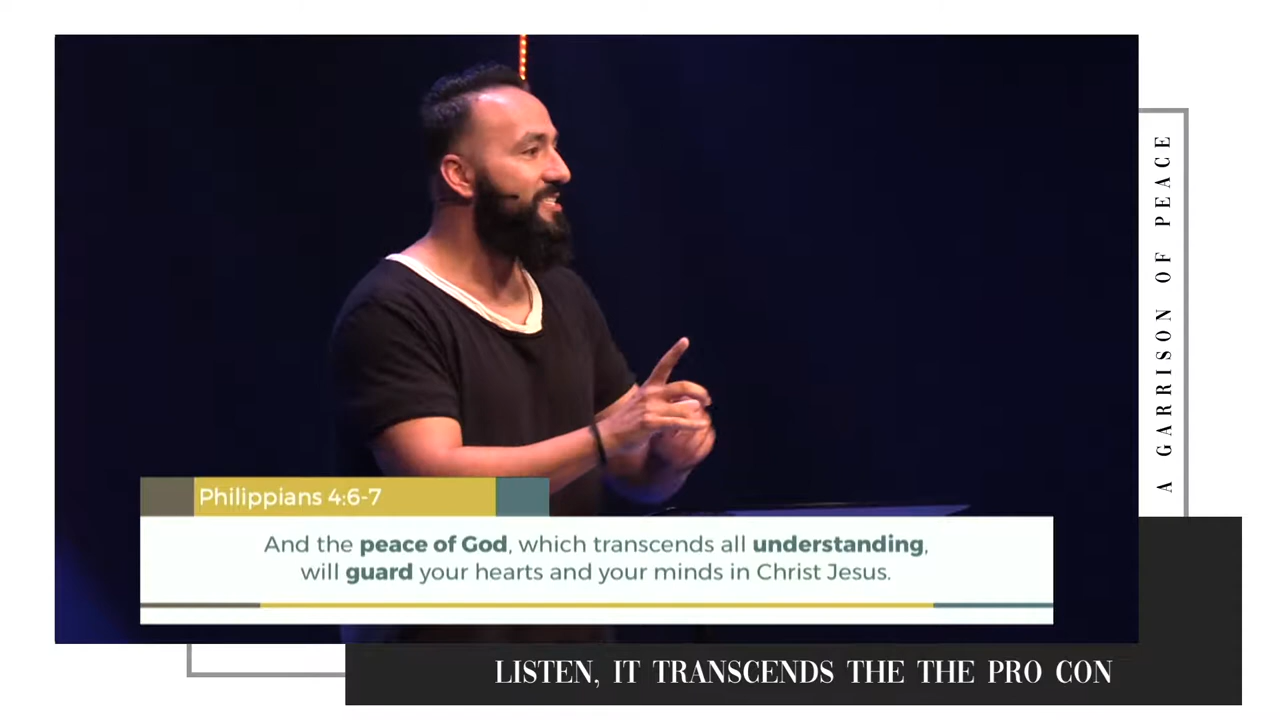 Philippians 4:6-7
And the peace of God, which transcends all understanding,
will guard your hearts and your minds in Christ Jesus.
A GARRISON OF PEACE
LISTEN, IT TRANSCENDS THE THE PRO CON